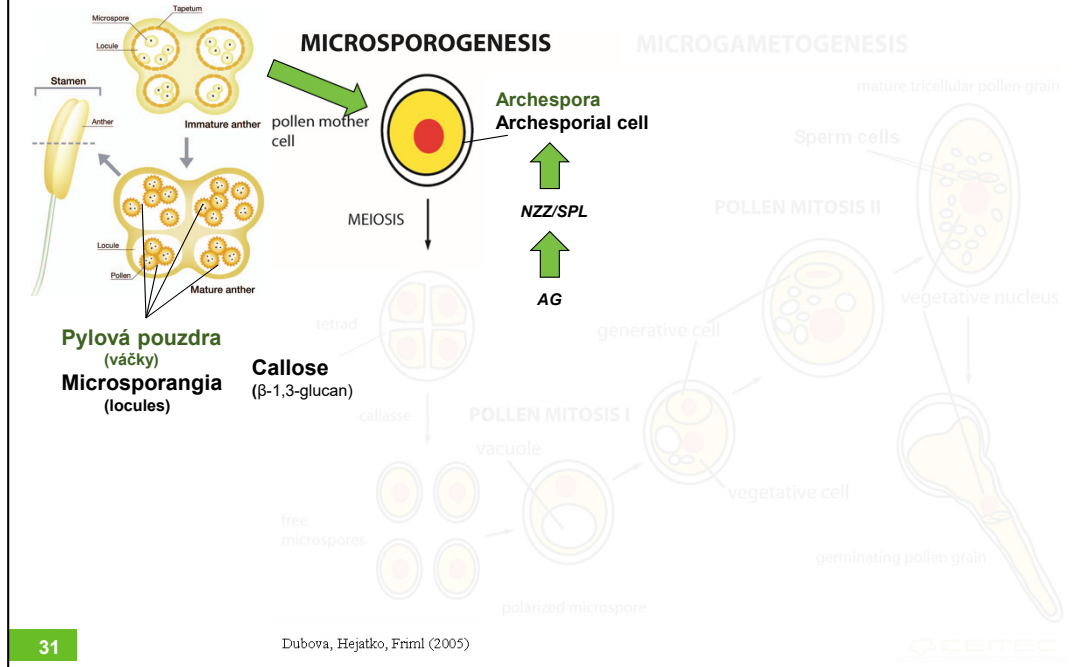 Microspore
Tapetum
Locule
Stamen
Anther
Immature anther
Locule
Pollen
Mature anther
Pylová pouzdra
(váčky)
Microsporangia
(locules)
MICROSPOROGENESIS
MICROGAMETOGENESIS
pollen mother
cell
Archespora
Archesporial cell
NZZ/SPL
AG
MEIOSIS
tetrad
Callose
(β-1,3-glucan)
callasse
free
microspores
POLLEN MITOSIS I
vacuole
polarized microspore
generative cell
vegetative cell
POLLEN MITOSIS II
mature tricellular pollen grain
Sperm cells
vegetative nucleus
germinating pollen grain
31
Dubova, Hejatko, Friml (2005)
CEITEC